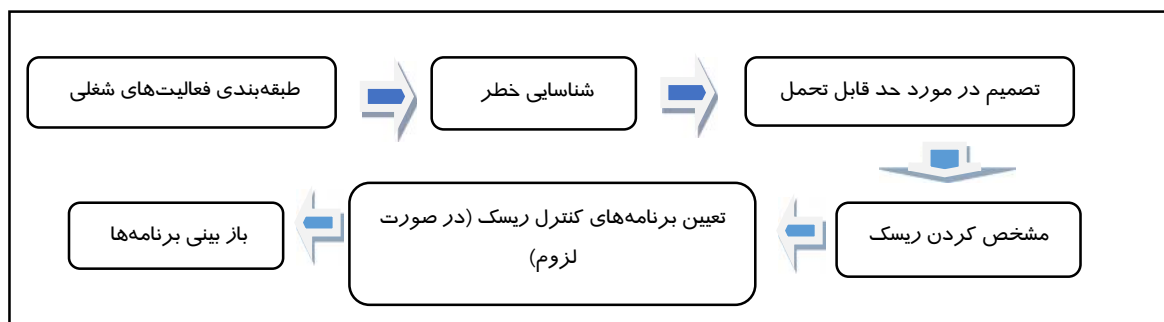 طبقه‌بندی فعالیت‌های شغلی
شناسایی خطر
تصمیم در مورد حد قابل تحمل
مشخص کردن ریسک
تعیین برنامه‌های کنترل ریسک (در صورت
لزوم)
باز بینی برنامه‌ها